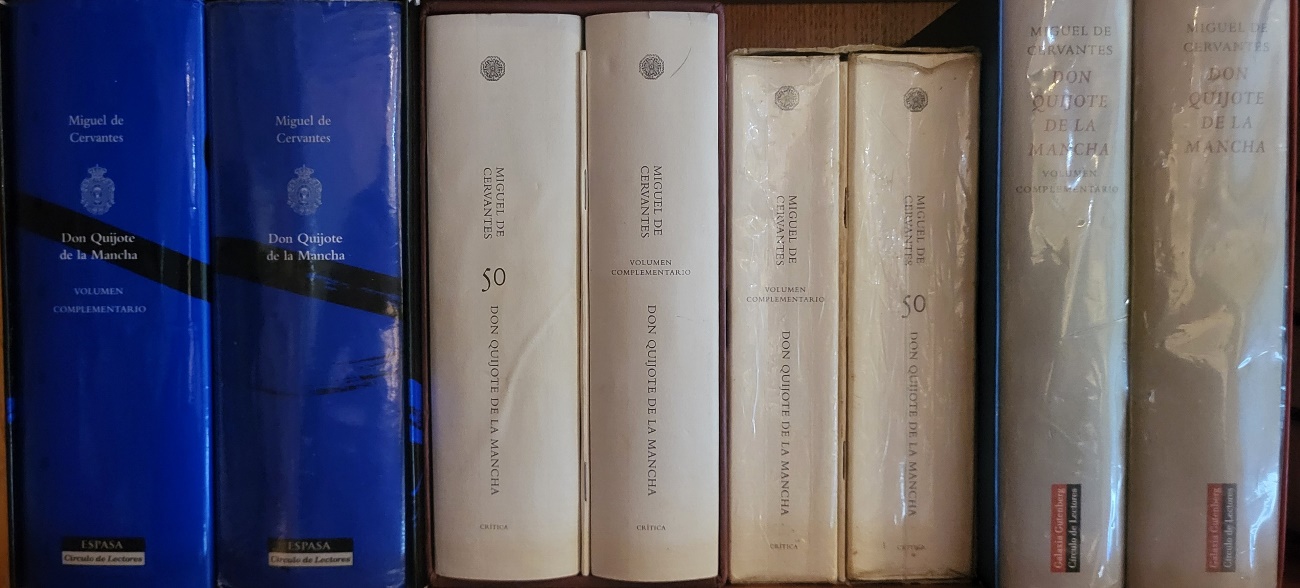 Miguel de
Cervantes
Don Quijote
de la Mancha
VOLUMEN
COMPLEMENTARIO
ESPASA
Círculo de Lectores
Miguel de
Cervantes
Don Quijote
de la Mancha
ESPASA
Círculo de Lectores
MIGUEL DE
CERVANTES
50
DON QUIJOTE DE LA MANCHA
CRÍTICA
MIGUEL DE
CERVANTES
VOLUMEN
COMPLEMENTARIO
DON QUIJOTE DE LA MANCHA
CRÍTICA
MIGUEL DE
CERVANTES
VOLUMEN
COMPLEMENTARIO
DON QUIJOTE DE LA MANCHA
CRÍTICA
MIGUEL DE
CERVANTES
50
DON QUIJOTE DE LA MANCHA
CRÍTICA
MIGUEL DE
CERVANTES
DON
QUIJOTE
DE LA
MANCHA
VOLUMEN
COMPLEMENTARIO
Galaxia Gutenberg
Círculo de Lectores
MIGUEL DE
CERVANTES
DON
QUIJOTE
DE LA
MANCHA
Galaxia Gutenberg
Círculo de Lectores